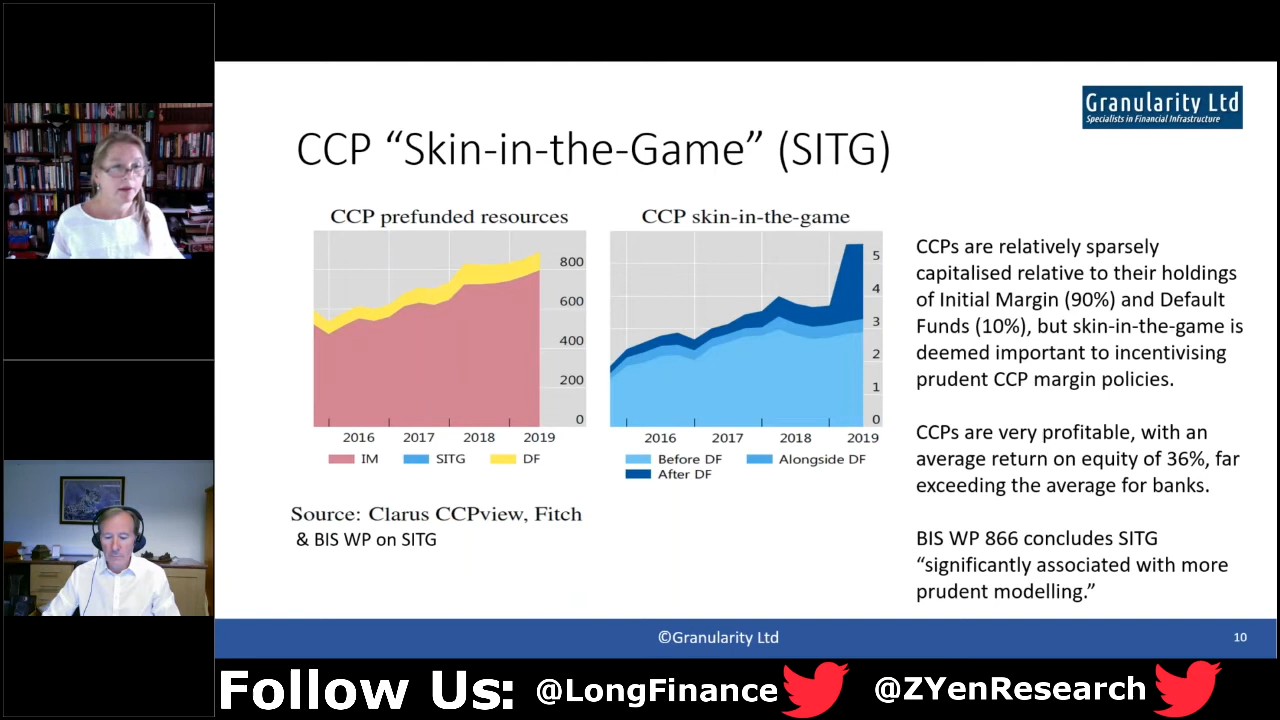 Granularity Ltd
Specialists in Financial Infrastructure
CCP “Skin-in-the-Game” (SITG)
CCP prefunded resources
800
600
400
200
0
2016 2017 2018 2019
IM SITG DF
CCP skin-in-the-game
5
4
3
2
1
0
2016 2017 2018 2019
Before DF Alongside DF
After DF
Source: Clarus CCPview, Fitch
& BIS WP on SITG
CCPs are relatively sparsely
capitalised relative to their holdings
of Initial Margin (90%) and Default
Funds (10%), but skin-in-the-game is
deemed important to incentivising
prudent CCP margin policies.
CCPs are very profitable, with an
average return on equity of 36%, far
exceeding the average for banks.
BIS WP 866 concludes SITG
“significantly associated with more
prudent modelling.”
©Granularity Ltd
10
Follow Us: @LongFinance @ZYenResearch